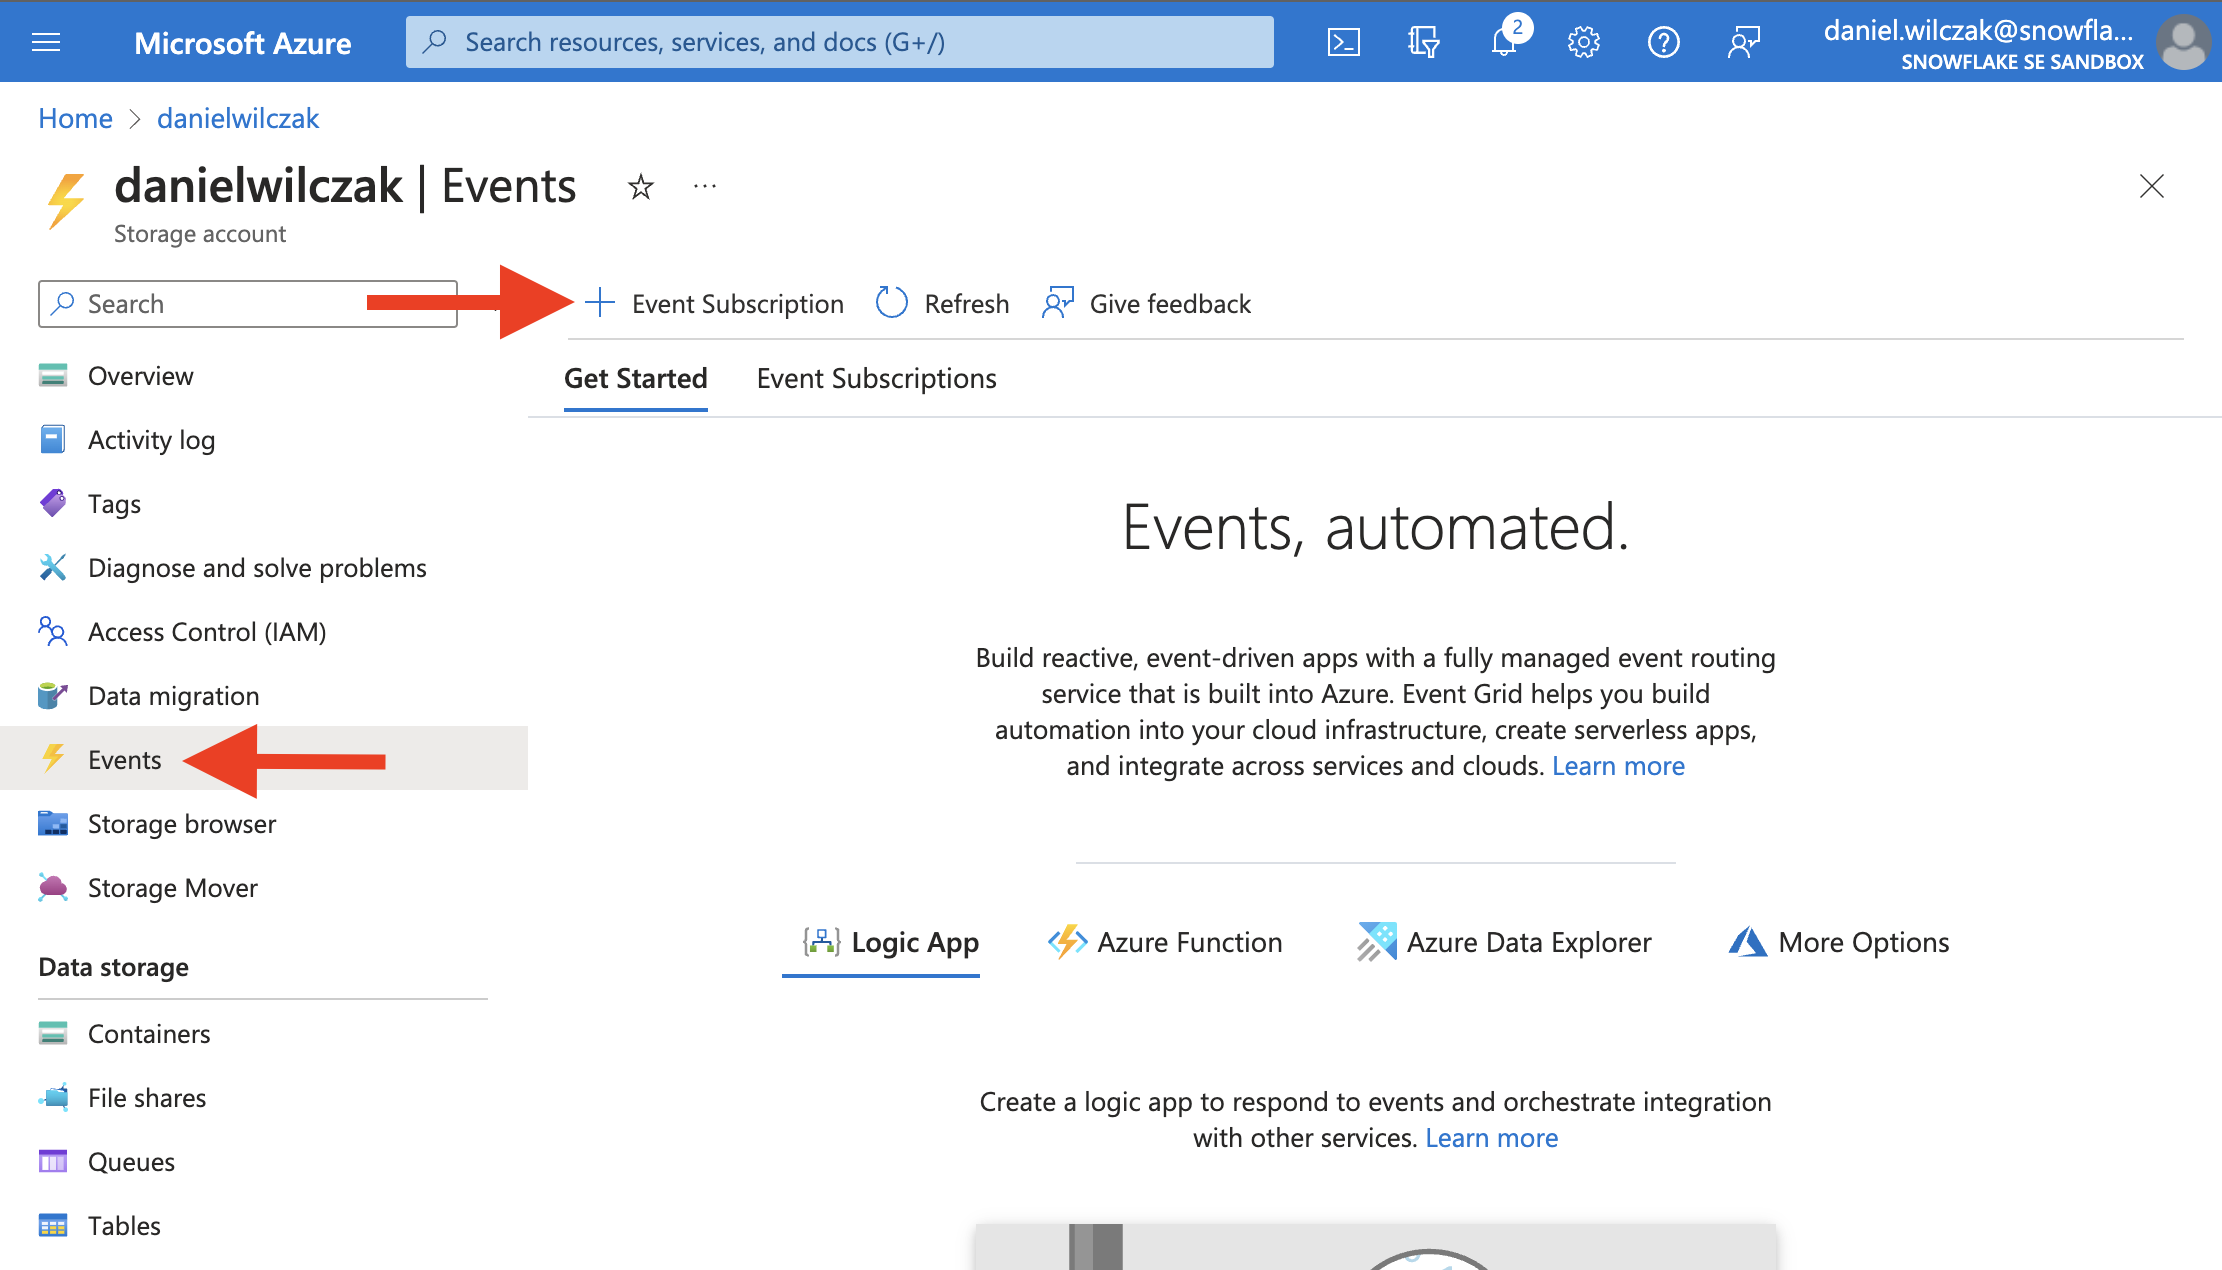 Microsoft Azure
Search resources, services, and docs (G+/)
2
daniel.wilczak@snowfla...
SNOWFLAKE SE SANDBOX
Home > danielwilczak
danielwilczak | Events
Storage account
Search
Event Subscription
Refresh
Give feedback
Get Started
Event Subscriptions
Overview
Activity log
Tags
Diagnose and solve problems
Access Control (IAM)
Data migration
Events
Storage browser
Storage Mover
Data storage
Containers
File shares
Queues
Tables
Events, automated.
Build reactive, event-driven apps with a fully managed event routing
service that is built into Azure. Event Grid helps you build
automation into your cloud infrastructure, create serverless apps,
and integrate across services and clouds. Learn more
Logic App
Azure Function
Azure Data Explorer
More Options
Create a logic app to respond to events and orchestrate integration
with other services. Learn more